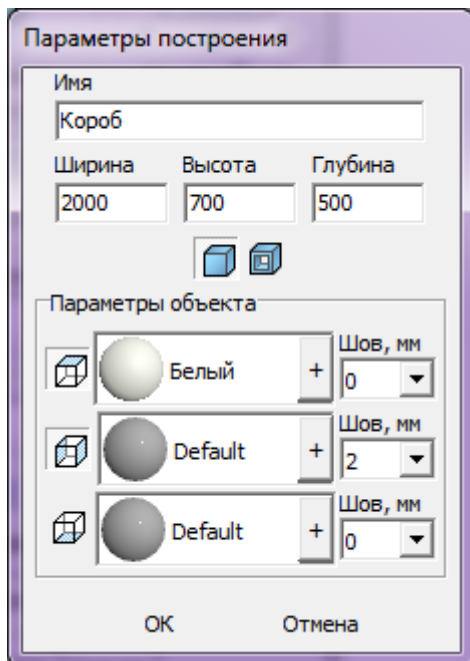 Параметры построения
Имя
Короб
Ширина Высота Глубина
2000 700 500
Параметры объекта
Шов, мм
Белый + 0
Шов, мм
Default + 2
Шов, мм
Default + 0
ОК Отмена